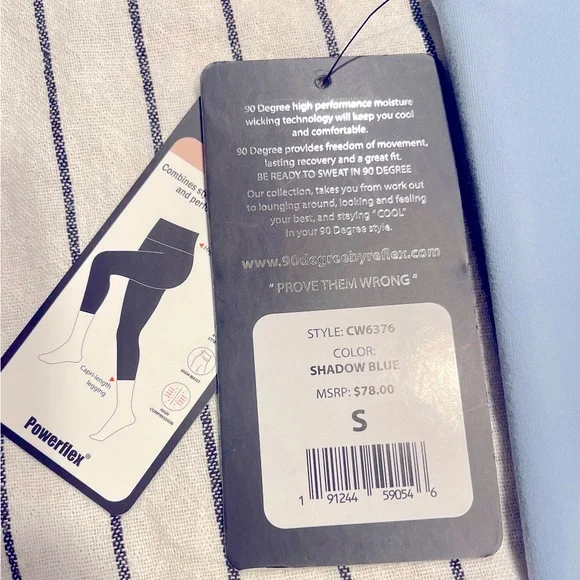 90 Degree high performance moisture
wicking technology will keep you cool
and comfortable.
90 Degree provides freedom of movement,
lasting recovery and a great fit.
BE READY TO SWEAT IN 90 DEGREE
Our collection, takes you from work out
to lounging around, looking and feeling
your best, and staying "COOL"
in your 90 Degree style.
www.90degreebyreflex.com
" PROVE THEM WRONG "
STYLE: CW6376
COLOR:
SHADOW BLUE
MSRP: $78.00
S
1 91244 59054 6
Combines
and
HIGH WAIST
HIGH
COMPRESSION
Capri-length
legging
Powerflex®